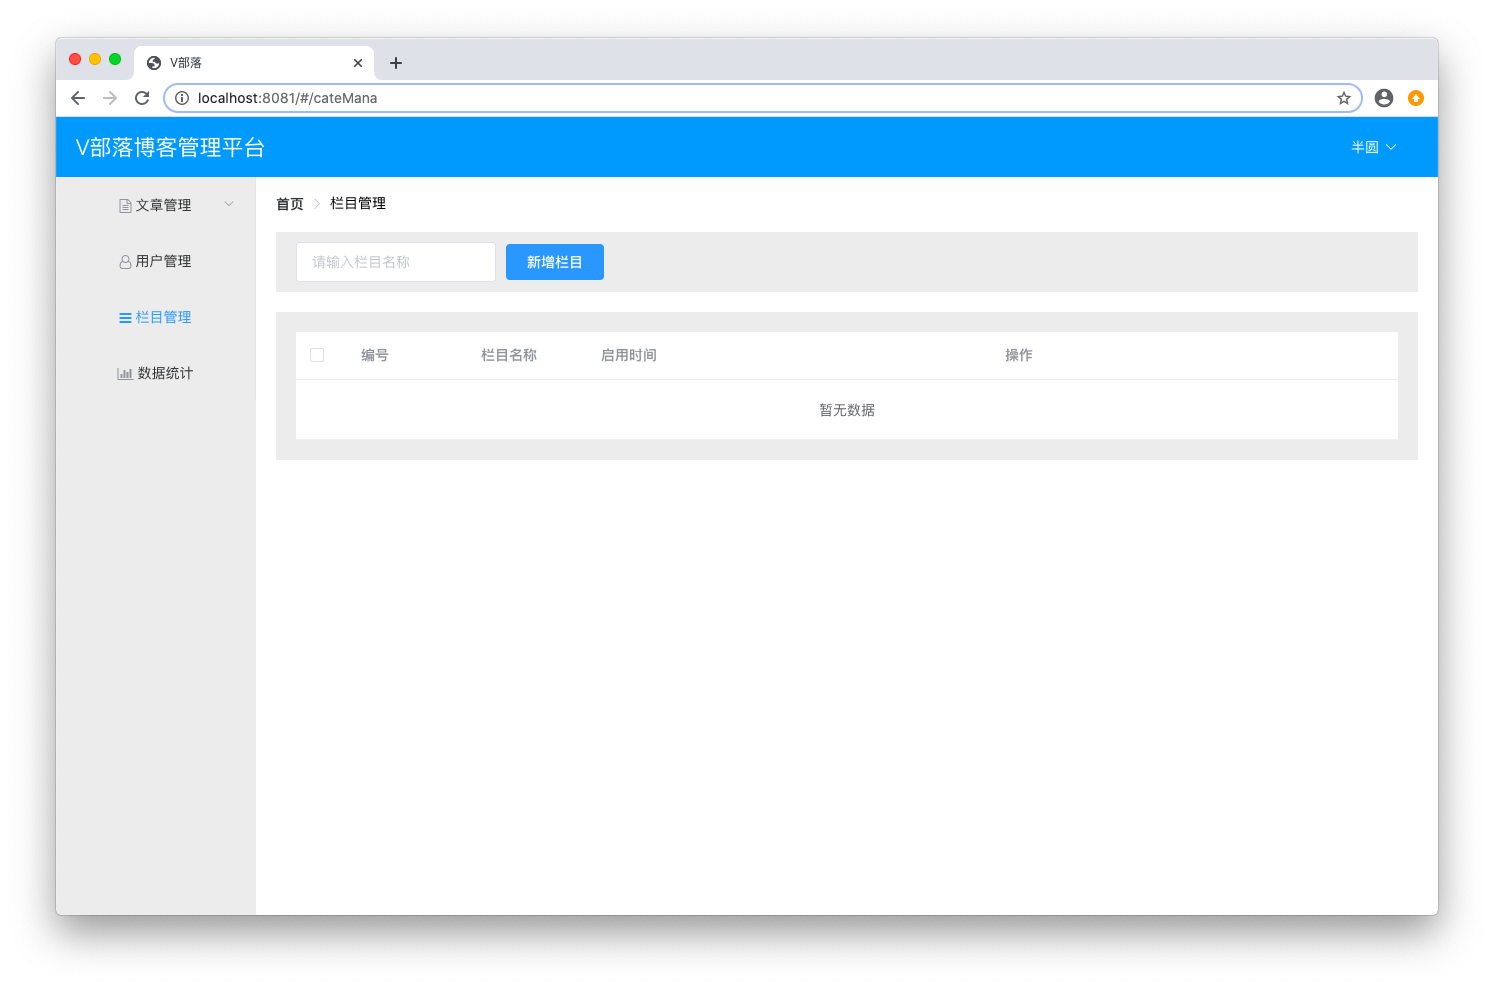 V部落
localhost:8081/#/cateMana
V部落博客管理平台
半圆
文章管理
用户管理
栏目管理
数据统计
首页 栏目管理
请输入栏目名称 新增栏目
编号 栏目名称 启用时间 操作
暂无数据